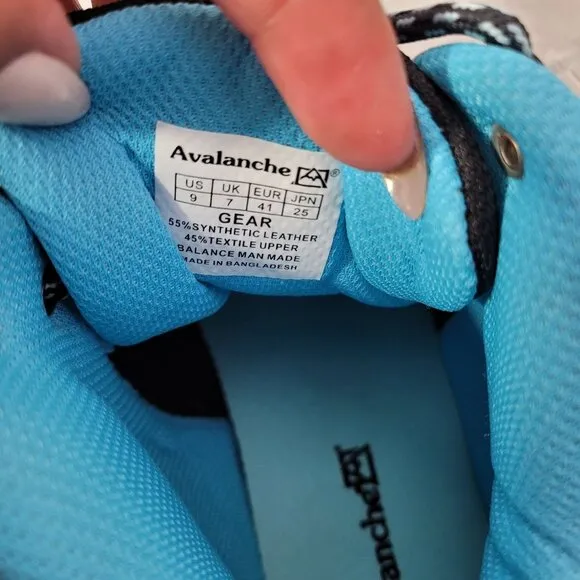 Avalanche ®
US UK EUR JPN
9 7 41 25
GEAR
55%SYNTHETIC LEATHER
45%TEXTILE UPPER
BALANCE MAN MADE
MADE IN BANGLADESH
valanche ®